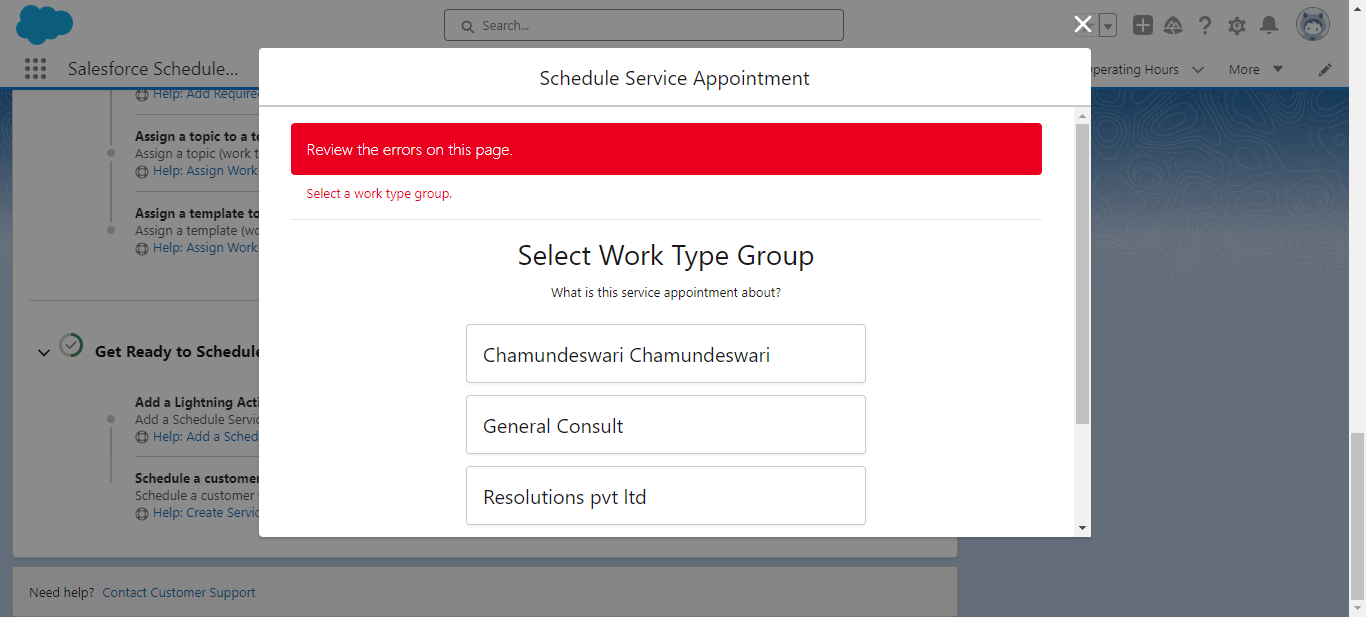 Search...
Salesforce Schedule...
perating Hours
More
Schedule Service Appointment
Review the errors on this page.
Select a work type group.
Select Work Type Group
What is this service appointment about?
Chamundeswari Chamundeswari
General Consult
Resolutions pvt ltd
Help: Add Require
Assign a topic to a te
Assign a topic (work t
Help: Assign Work
Assign a template to
Assign a template (wo
Help: Assign Work
Get Ready to Schedule
Add a Lightning Acti
Add a Schedule Servic
Help: Add a Sched
Schedule a customer
Schedule a customer
Help: Create Servic
Need help? Contact Customer Support